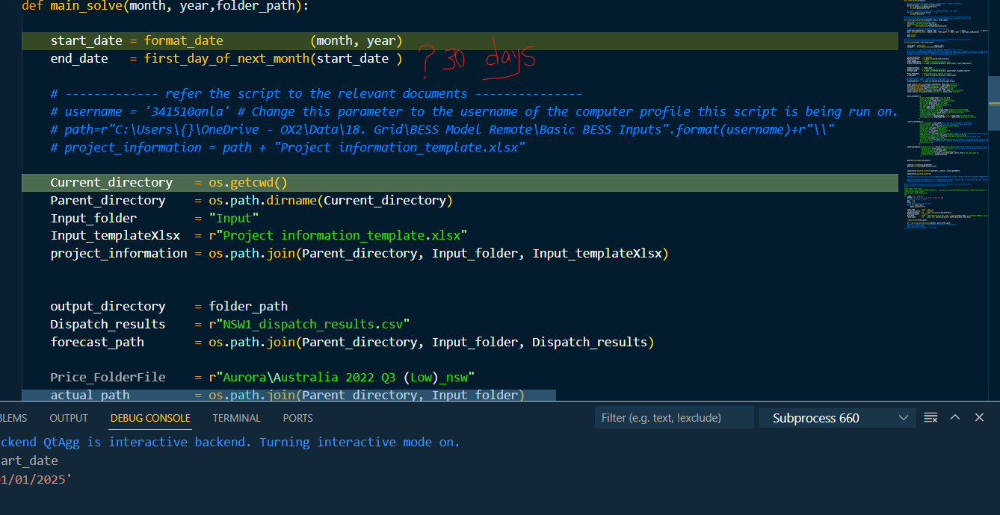 def main_solve(month, year,folder_path):
start_date = format_date (month, year)
end_date = first_day_of_next_month(start_date ) ? 30 days
# ------------- refer the script to the relevant documents ---------------
# username = '341510anla' # Change this parameter to the username of the computer profile this script is being run on.
# path=r"C:\Users\{}\OneDrive - OX2\Data\18. Grid\BESS Model Remote\Basic BESS Inputs".format(username)+r"\\"
# project_information = path + "Project information_template.xlsx"
Current_directory = os.getcwd()
Parent_directory = os.path.dirname(Current_directory)
Input_folder = "Input"
Input_templateXlsx = r"Project information_template.xlsx"
project_information = os.path.join(Parent_directory, Input_folder, Input_templateXlsx)
output_directory = folder_path
Dispatch_results = r"NSW1_dispatch_results.csv"
forecast_path = os.path.join(Parent_directory, Input_folder, Dispatch_results)
Price_FolderFile = r"Aurora\Australia 2022 Q3 (Low)_nsw"
actual_path = os.path.join(Parent_directory, Input_folder)
BLEMS OUTPUT DEBUG CONSOLE TERMINAL PORTS Filter (e.g. text, !exclude) Subprocess 660
ckend QtAgg is interactive backend. Turning interactive mode on.
art_date
1/01/2025'